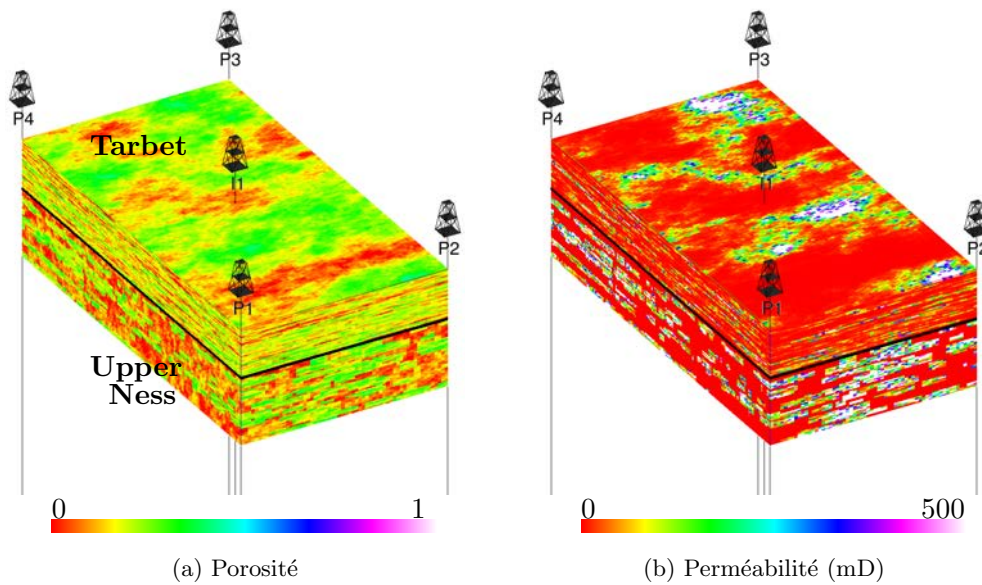 P3
P4
Tarbet
I1
P2
P1
Upper
Ness
0 1
(a) Porosité
P3
P4
I1
P2
P1
0 500
(b) Perméabilité (mD)